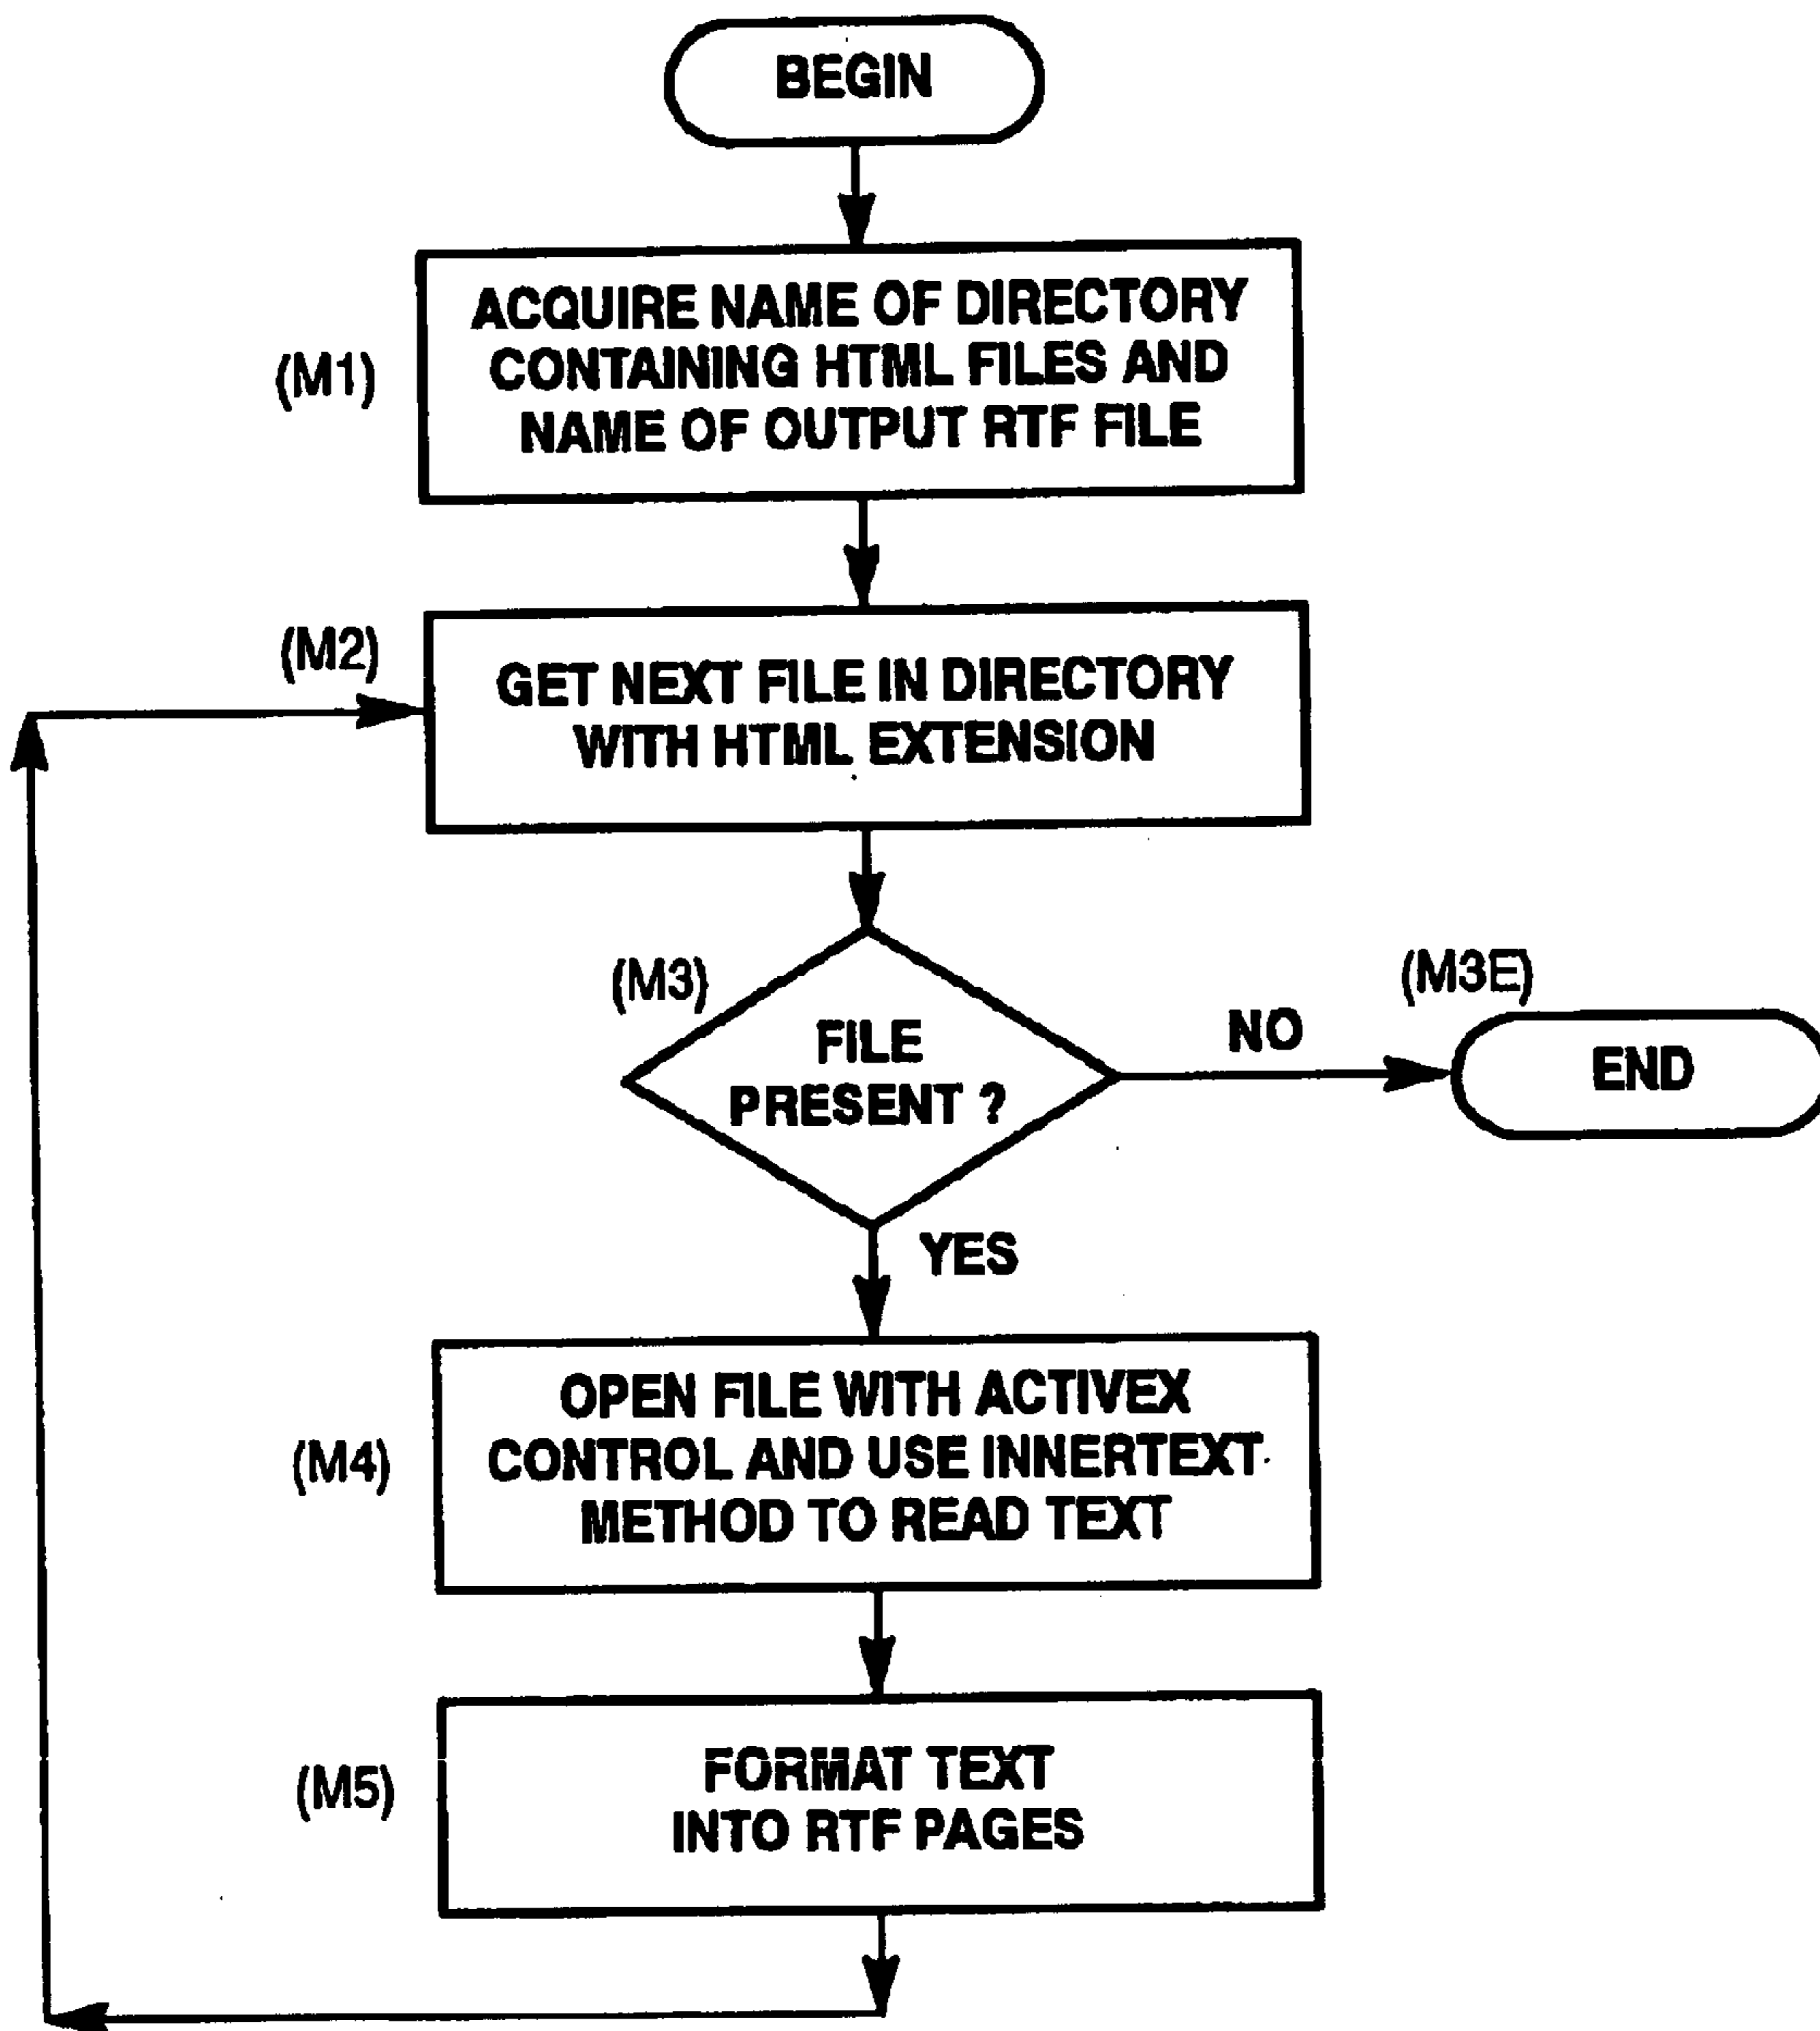 BEGIN
(M1)
ACQUIRE NAME OF DIRECTORY
CONTAINING HTML FILES AND
NAME OF OUTPUT RTF FILE
(M2)
GET NEXT FILE IN DIRECTORY
WITH HTML EXTENSION
(M3)
FILE
PRESENT ?
NO
(M3E)
END
YES
(M4)
OPEN FILE WITH ACTIVEX
CONTROL AND USE INNERTEXT
METHOD TO READ TEXT
(M5)
FORMAT TEXT
INTO RTF PAGES